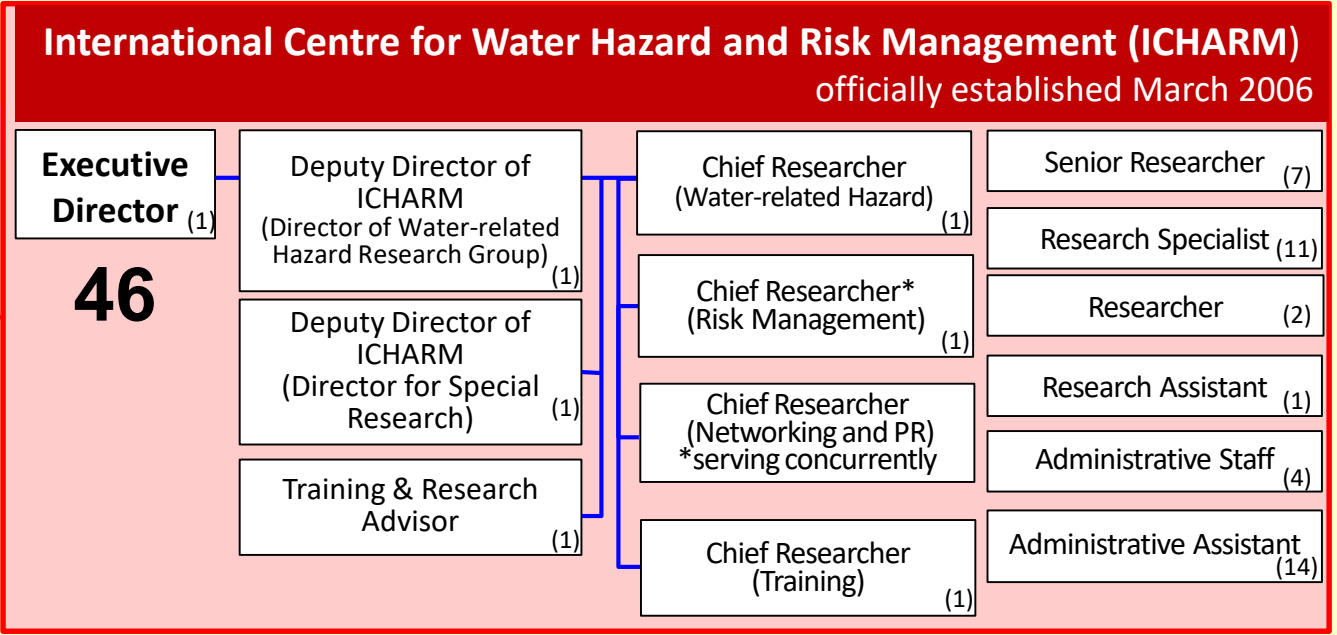 International Centre for Water Hazard and Risk Management (ICHARM)
officially established March 2006
Executive
Director (1)
46
Deputy Director of
ICHARM
(Director of Water-related
Hazard Research Group)
(1)
Deputy Director of
ICHARM
(Director for Special
Research)
(1)
Training & Research
Advisor
(1)
Chief Researcher
(Water-related Hazard)
(1)
Chief Researcher*
(Risk Management)
(1)
Chief Researcher
(Networking and PR)
*serving concurrently
Chief Researcher
(Training)
(1)
Senior Researcher (7)
Research Specialist (11)
Researcher (2)
Research Assistant (1)
Administrative Staff (4)
Administrative Assistant
(14)